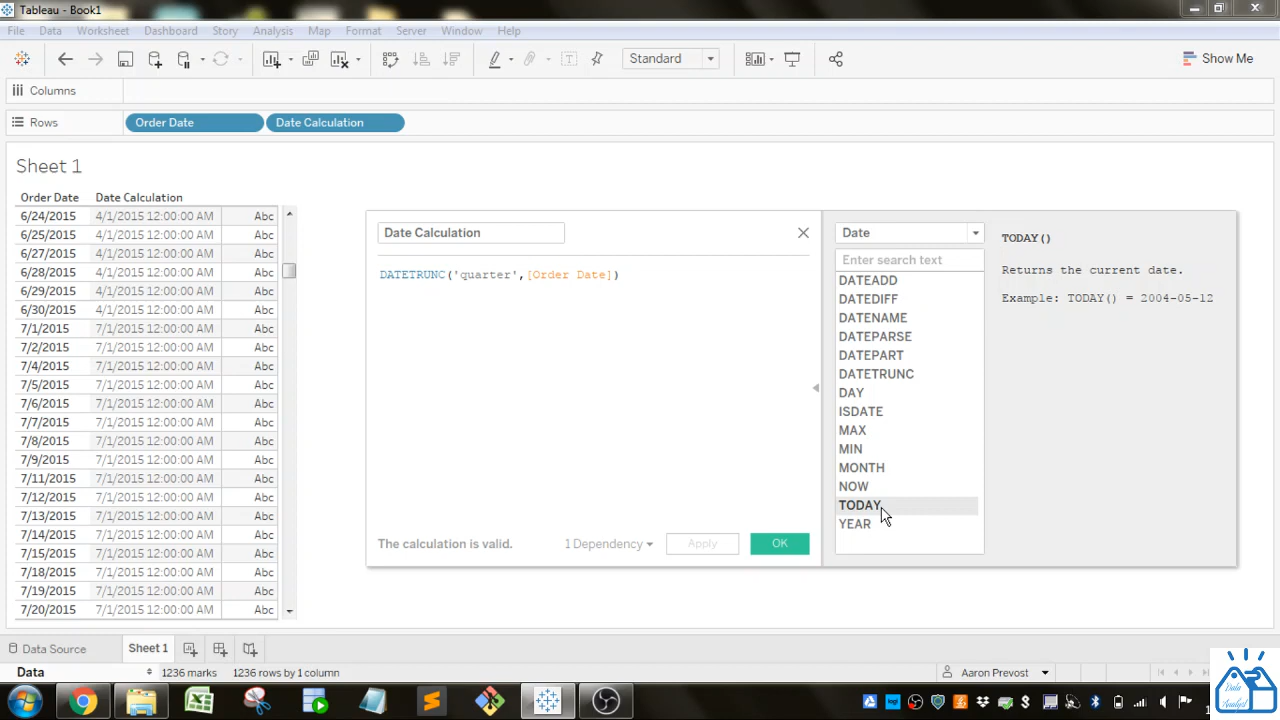 Tableau - Book1
File Data Worksheet Dashboard Story Analysis Map Format Server Window Help
Standard
Show Me
Columns
Rows Order Date Date Calculation
Sheet 1
Order Date Date Calculation
6/24/2015 4/1/2015 12:00:00 AM Abc
6/25/2015 4/1/2015 12:00:00 AM Abc
6/27/2015 4/1/2015 12:00:00 AM Abc
6/28/2015 4/1/2015 12:00:00 AM Abc
6/29/2015 4/1/2015 12:00:00 AM Abc
6/30/2015 4/1/2015 12:00:00 AM Abc
7/1/2015 7/1/2015 12:00:00 AM Abc
7/2/2015 7/1/2015 12:00:00 AM Abc
7/4/2015 7/1/2015 12:00:00 AM Abc
7/5/2015 7/1/2015 12:00:00 AM Abc
7/6/2015 7/1/2015 12:00:00 AM Abc
7/7/2015 7/1/2015 12:00:00 AM Abc
7/8/2015 7/1/2015 12:00:00 AM Abc
7/9/2015 7/1/2015 12:00:00 AM Abc
7/11/2015 7/1/2015 12:00:00 AM Abc
7/12/2015 7/1/2015 12:00:00 AM Abc
7/13/2015 7/1/2015 12:00:00 AM Abc
7/14/2015 7/1/2015 12:00:00 AM Abc
7/15/2015 7/1/2015 12:00:00 AM Abc
7/18/2015 7/1/2015 12:00:00 AM Abc
7/19/2015 7/1/2015 12:00:00 AM Abc
7/20/2015 7/1/2015 12:00:00 AM Abc
Date Calculation
DATETRUNC('quarter',[Order Date])
The calculation is valid. 1 Dependency Apply OK
Date
Enter search text
DATEADD
DATEDIFF
DATENAME
DATEPARSE
DATEPART
DATETRUNC
DAY
ISDATE
MAX
MIN
MONTH
NOW
TODAY
YEAR
TODAY()
Returns the current date.
Example: TODAY() = 2004-05-12
Data Source Sheet 1
Data 1236 marks 1236 rows by 1 column Aaron Prevost
Data
Analyst